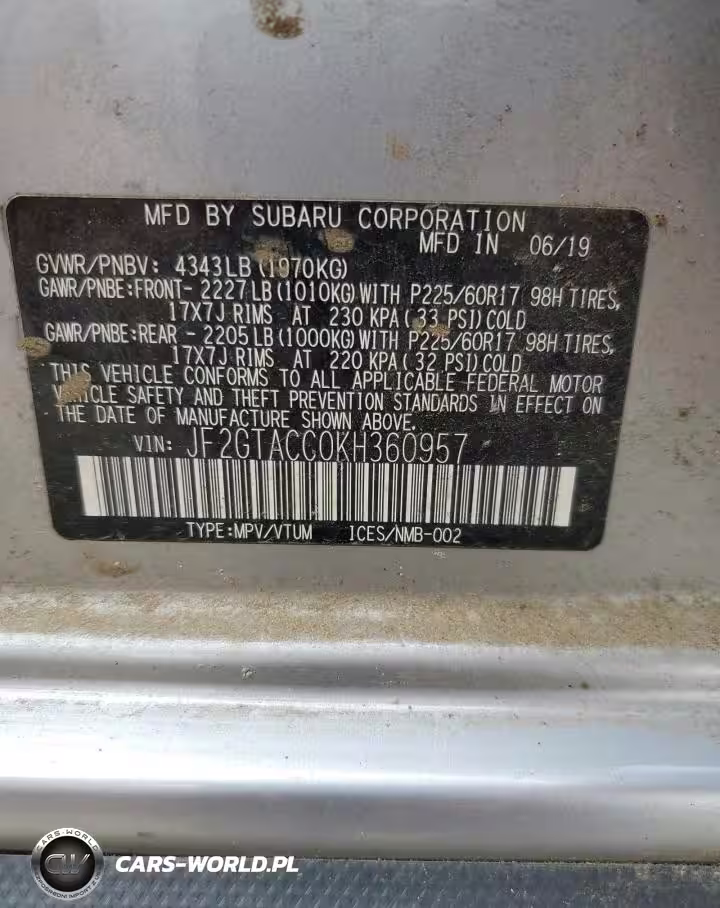 MFD BY SUBARU CORPORATION
MFD IN 06/19
GVWR/PNBV: 4343LB (1970KG)
GAWR/PNBE:FRONT- 2227LB (1010KG) WITH P225/60R17 98H TIRES,
17X7J RIMS AT 230 KPA( 33 PSI) COLD
GAWR/PNBE:REAR - 2205LB (1000KG) WITH P225/60R17 98H TIRES,
17X7J RIMS AT 220 KPA( 32 PSI) COLD
THIS VEHICLE CONFORMS TO ALL APPLICABLE FEDERAL MOTOR
VEHICLE SAFETY AND THEFT PREVENTION STANDARDS IN EFFECT ON
THE DATE OF MANUFACTURE SHOWN ABOVE.
VIN: JF2GTACC0KH360957
TYPE:MPV/VTUM ICES/NMB-002
CARS-WORLD
CW
CARS-WORLD.PL